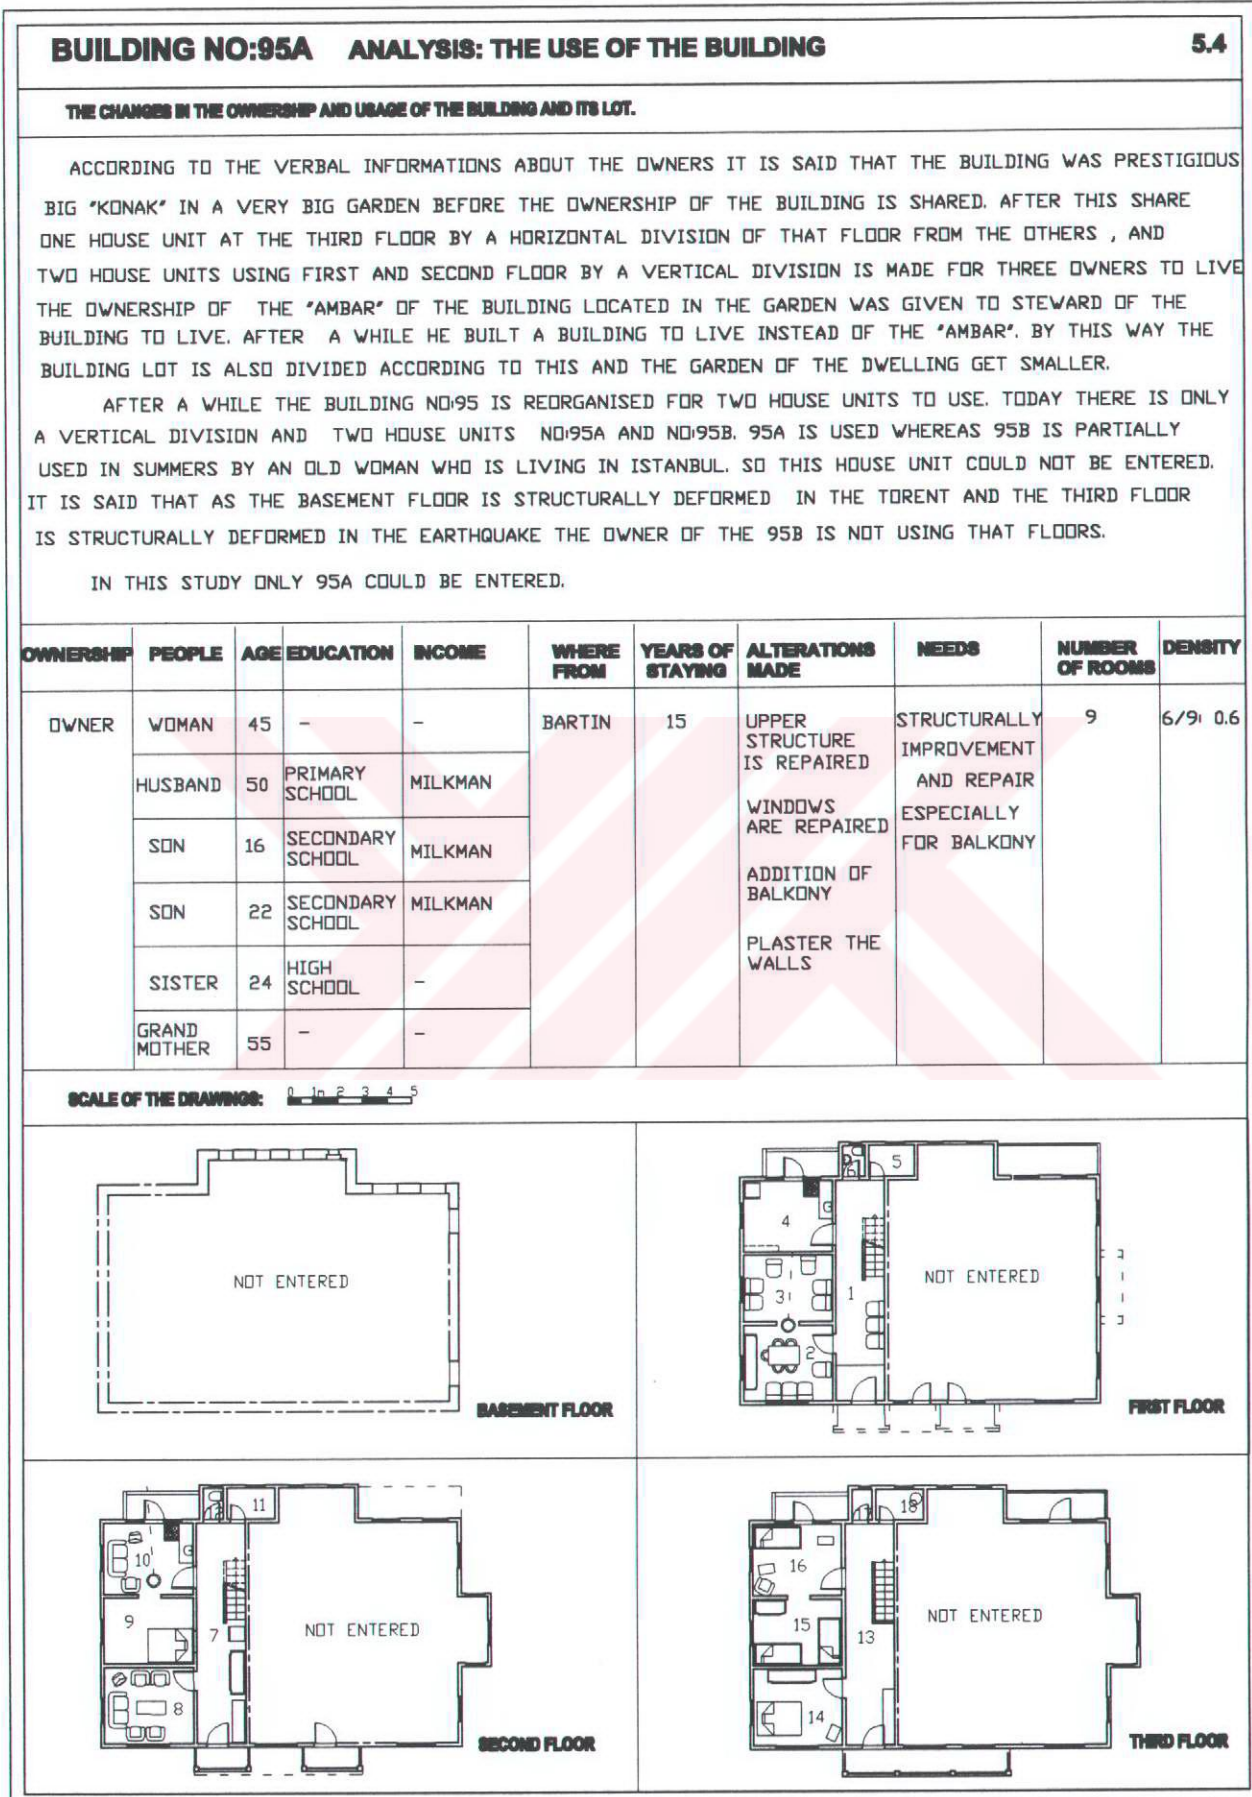 BUILDING NO:95A ANALYSIS: THE USE OF THE BUILDING 5.4
THE CHANGES IN THE OWNERSHIP AND USAGE OF THE BUILDING AND ITS LOT.
ACCORDING TO THE VERBAL INFORMATIONS ABOUT THE OWNERS IT IS SAID THAT THE BUILDING WAS PRESTIGIOUS
BIG "KONAK" IN A VERY BIG GARDEN BEFORE THE OWNERSHIP OF THE BUILDING IS SHARED. AFTER THIS SHARE
ONE HOUSE UNIT AT THE THIRD FLOOR BY A HORIZONTAL DIVISION OF THAT FLOOR FROM THE OTHERS , AND
TWO HOUSE UNITS USING FIRST AND SECOND FLOOR BY A VERTICAL DIVISION IS MADE FOR THREE OWNERS TO LIVE
THE OWNERSHIP OF THE "AMBAR" OF THE BUILDING LOCATED IN THE GARDEN WAS GIVEN TO STEWARD OF THE
BUILDING TO LIVE. AFTER A WHILE HE BUILT A BUILDING TO LIVE INSTEAD OF THE "AMBAR". BY THIS WAY THE
BUILDING LOT IS ALSO DIVIDED ACCORDING TO THIS AND THE GARDEN OF THE DWELLING GET SMALLER.
AFTER A WHILE THE BUILDING NO:95 IS REORGANISED FOR TWO HOUSE UNITS TO USE. TODAY THERE IS ONLY
A VERTICAL DIVISION AND TWO HOUSE UNITS NO:95A AND NO:95B. 95A IS USED WHEREAS 95B IS PARTIALLY
USED IN SUMMERS BY AN OLD WOMAN WHO IS LIVING IN ISTANBUL. SO THIS HOUSE UNIT COULD NOT BE ENTERED.
IT IS SAID THAT AS THE BASEMENT FLOOR IS STRUCTURALLY DEFORMED IN THE TORENT AND THE THIRD FLOOR
IS STRUCTURALLY DEFORMED IN THE EARTHQUAKE THE OWNER OF THE 95B IS NOT USING THAT FLOORS.
IN THIS STUDY ONLY 95A COULD BE ENTERED.
OWNERSHIP PEOPLE AGE EDUCATION INCOME WHERE FROM YEARS OF STAYING ALTERATIONS MADE NEEDS NUMBER OF ROOMS DENSITY
OWNER WOMAN 45 - - BARTIN 15 UPPER STRUCTURE IS REPAIRED STRUCTURALLY IMPROVEMENT AND REPAIR ESPECIALLY FOR BALKONY 9 6/9: 0.6
HUSBAND 50 PRIMARY SCHOOL MILKMAN
WINDOWS ARE REPAIRED
SON 16 SECONDARY SCHOOL MILKMAN
ADDITION OF BALKONY
SON 22 SECONDARY SCHOOL MILKMAN
PLASTER THE WALLS
SISTER 24 HIGH SCHOOL -
GRAND MOTHER 55 - -
SCALE OF THE DRAWINGS: 0 1m 2 3 4 5
NOT ENTERED
BASEMENT FLOOR
6 5
4
NOT ENTERED
3 1
2
FIRST FLOOR
12 11
10
9 7 NOT ENTERED
8
SECOND FLOOR
17 18
16
15 13 NOT ENTERED
14
THIRD FLOOR